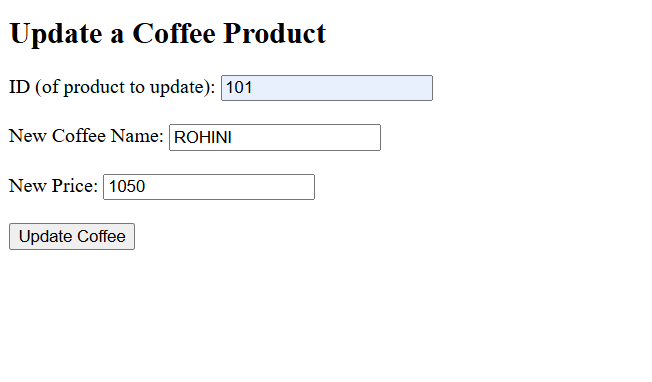 Update a Coffee Product
ID (of product to update): 101
New Coffee Name: ROHINI
New Price: 1050
Update Coffee